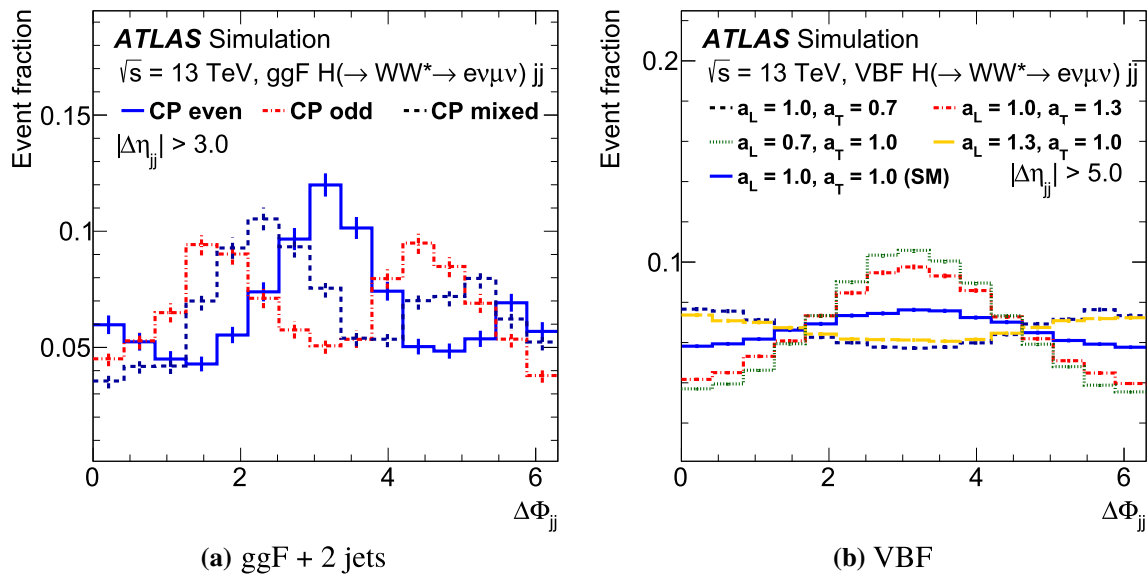 ATLAS Simulation
√s = 13 TeV, ggF H(→ WW*→ eνμν) jj
CP even CP odd CP mixed
|Δηjj| > 3.0
Event fraction
0.15
0.1
0.05
0 2 4 6
ΔΦjj
(a) ggF + 2 jets
ATLAS Simulation
√s = 13 TeV, VBF H(→ WW*→ eνμν) jj
aL = 1.0, aT = 0.7 aL = 1.0, aT = 1.3
aL = 0.7, aT = 1.0 aL = 1.3, aT = 1.0
aL = 1.0, aT = 1.0 (SM) |Δηjj| > 5.0
Event fraction
0.2
0.1
0 2 4 6
ΔΦjj
(b) VBF